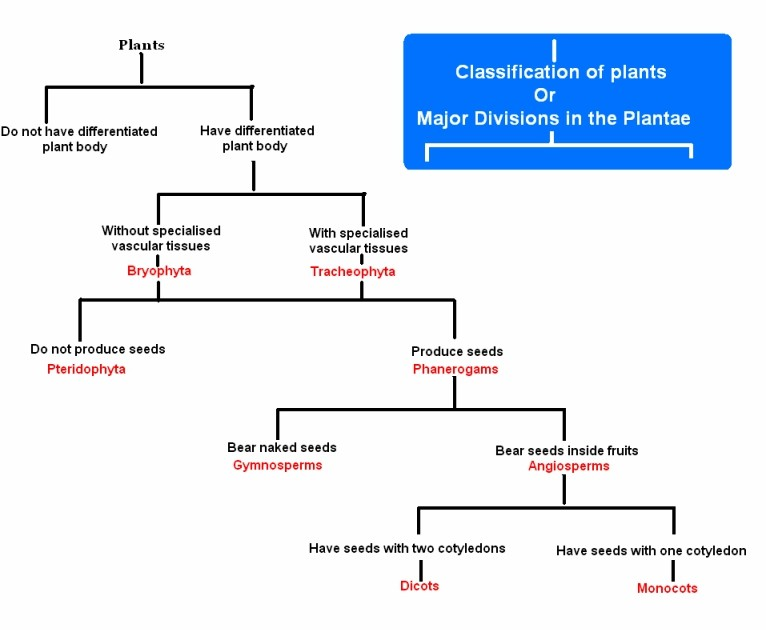 Plants
Classification of plants
Or
Major Divisions in the Plantae
Do not have differentiated
plant body
Have differentiated
plant body
Without specialised
vascular tissues
Bryophyta
With specialised
vascular tissues
Tracheophyta
Do not produce seeds
Pteridophyta
Produce seeds
Phanerogams
Bear naked seeds
Gymnosperms
Bear seeds inside fruits
Angiosperms
Have seeds with two cotyledons
Dicots
Have seeds with one cotyledon
Monocots